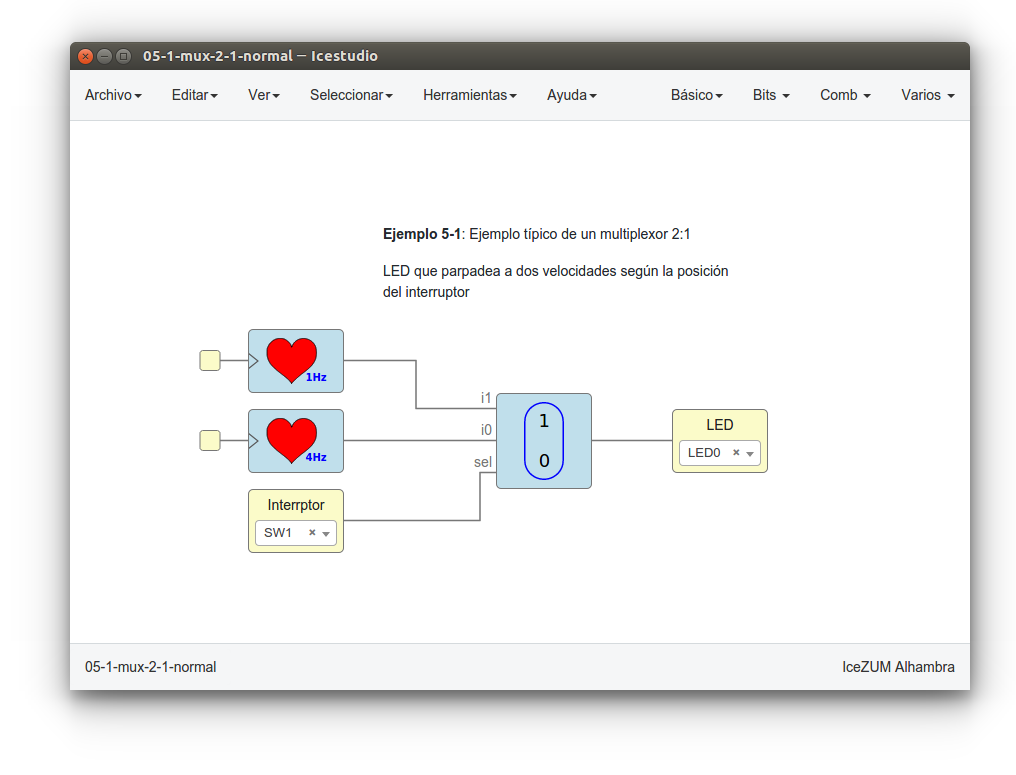 05-1-mux-2-1-normal — Icestudio
Archivo Editar Ver Seleccionar Herramientas Ayuda Básico Bits Comb Varios
Ejemplo 5-1: Ejemplo típico de un multiplexor 2:1
LED que parpadea a dos velocidades según la posición
del interruptor
1Hz
i1
1
LED
i0
4Hz
LED0 ×
0
sel
Interrptor
SW1 ×
05-1-mux-2-1-normal IceZUM Alhambra